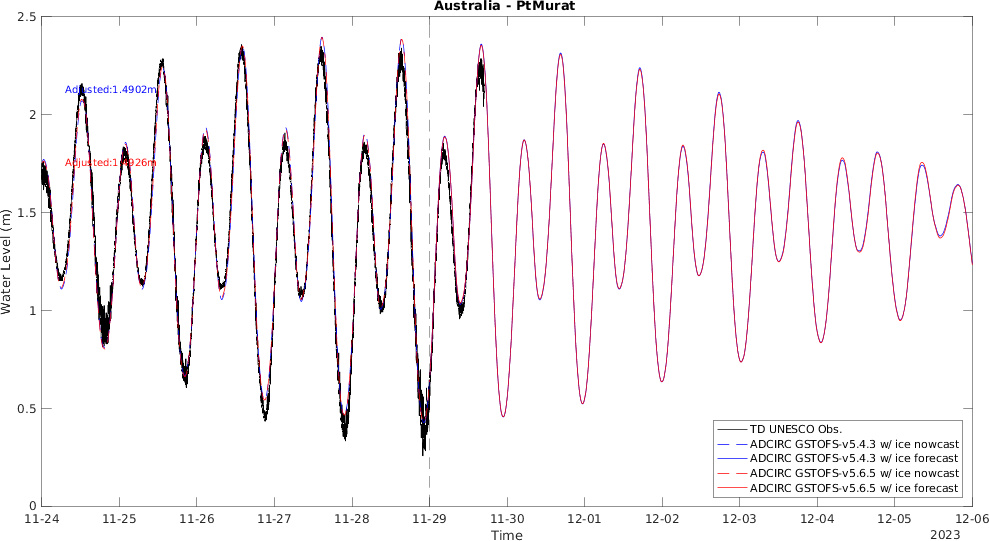 Australia - PtMurat
2.5
2
1.5
1
0.5
0
Water Level (m)
Adjusted:1.4902m
TD UNESCO Obs.
ADCIRC GSTOFS-v5.4.3 w/ ice nowcast
ADCIRC GSTOFS-v5.4.3 w/ ice forecast
ADCIRC GSTOFS-v5.6.5 w/ ice nowcast
ADCIRC GSTOFS-v5.6.5 w/ ice forecast
11-24 11-25 11-26 11-27 11-28 11-29 11-30 12-01 12-02 12-03 12-04 12-05 12-06
Time
2023